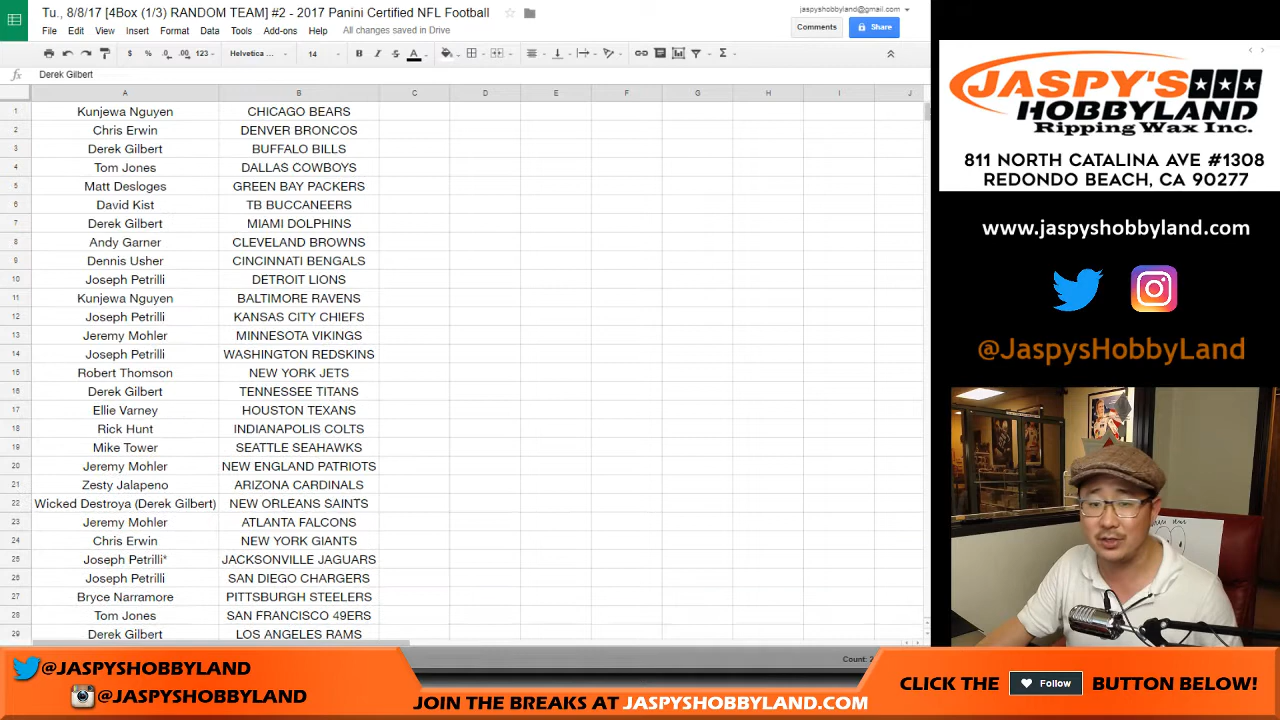 Tu., 8/8/17 [4Box (1/3) RANDOM TEAM] #2 - 2017 Panini Certified NFL Football
jaspyshobbyland@gmail.com
File Edit View Insert Format Data Tools Add-ons Help All changes saved in Drive
Comments Share
$ % .0 .00 123 Helvetica ... 14 B I S A
fx Derek Gilbert
A B C D E F G H I J
1 Kunjewa Nguyen CHICAGO BEARS
2 Chris Erwin DENVER BRONCOS
3 Derek Gilbert BUFFALO BILLS
4 Tom Jones DALLAS COWBOYS
5 Matt Desloges GREEN BAY PACKERS
6 David Kist TB BUCCANEERS
7 Derek Gilbert MIAMI DOLPHINS
8 Andy Garner CLEVELAND BROWNS
9 Dennis Usher CINCINNATI BENGALS
10 Joseph Petrilli DETROIT LIONS
11 Kunjewa Nguyen BALTIMORE RAVENS
12 Joseph Petrilli KANSAS CITY CHIEFS
13 Jeremy Mohler MINNESOTA VIKINGS
14 Joseph Petrilli WASHINGTON REDSKINS
15 Robert Thomson NEW YORK JETS
16 Derek Gilbert TENNESSEE TITANS
17 Ellie Varney HOUSTON TEXANS
18 Rick Hunt INDIANAPOLIS COLTS
19 Mike Tower SEATTLE SEAHAWKS
20 Jeremy Mohler NEW ENGLAND PATRIOTS
21 Zesty Jalapeno ARIZONA CARDINALS
22 Wicked Destroya (Derek Gilbert) NEW ORLEANS SAINTS
23 Jeremy Mohler ATLANTA FALCONS
24 Chris Erwin NEW YORK GIANTS
25 Joseph Petrilli* JACKSONVILLE JAGUARS
26 Joseph Petrilli SAN DIEGO CHARGERS
27 Bryce Narramore PITTSBURGH STEELERS
28 Tom Jones SAN FRANCISCO 49ERS
29 Derek Gilbert LOS ANGELES RAMS
Count:
JASPY'S
HOBBYLAND
Ripping Wax Inc.
811 NORTH CATALINA AVE #1308
REDONDO BEACH, CA 90277
www.jaspyshobbyland.com
@JaspysHobbyLand
@JASPYSHOBBYLAND
@JASPYSHOBBYLAND
JOIN THE BREAKS AT JASPYSHOBBYLAND.COM
CLICK THE Follow BUTTON BELOW!